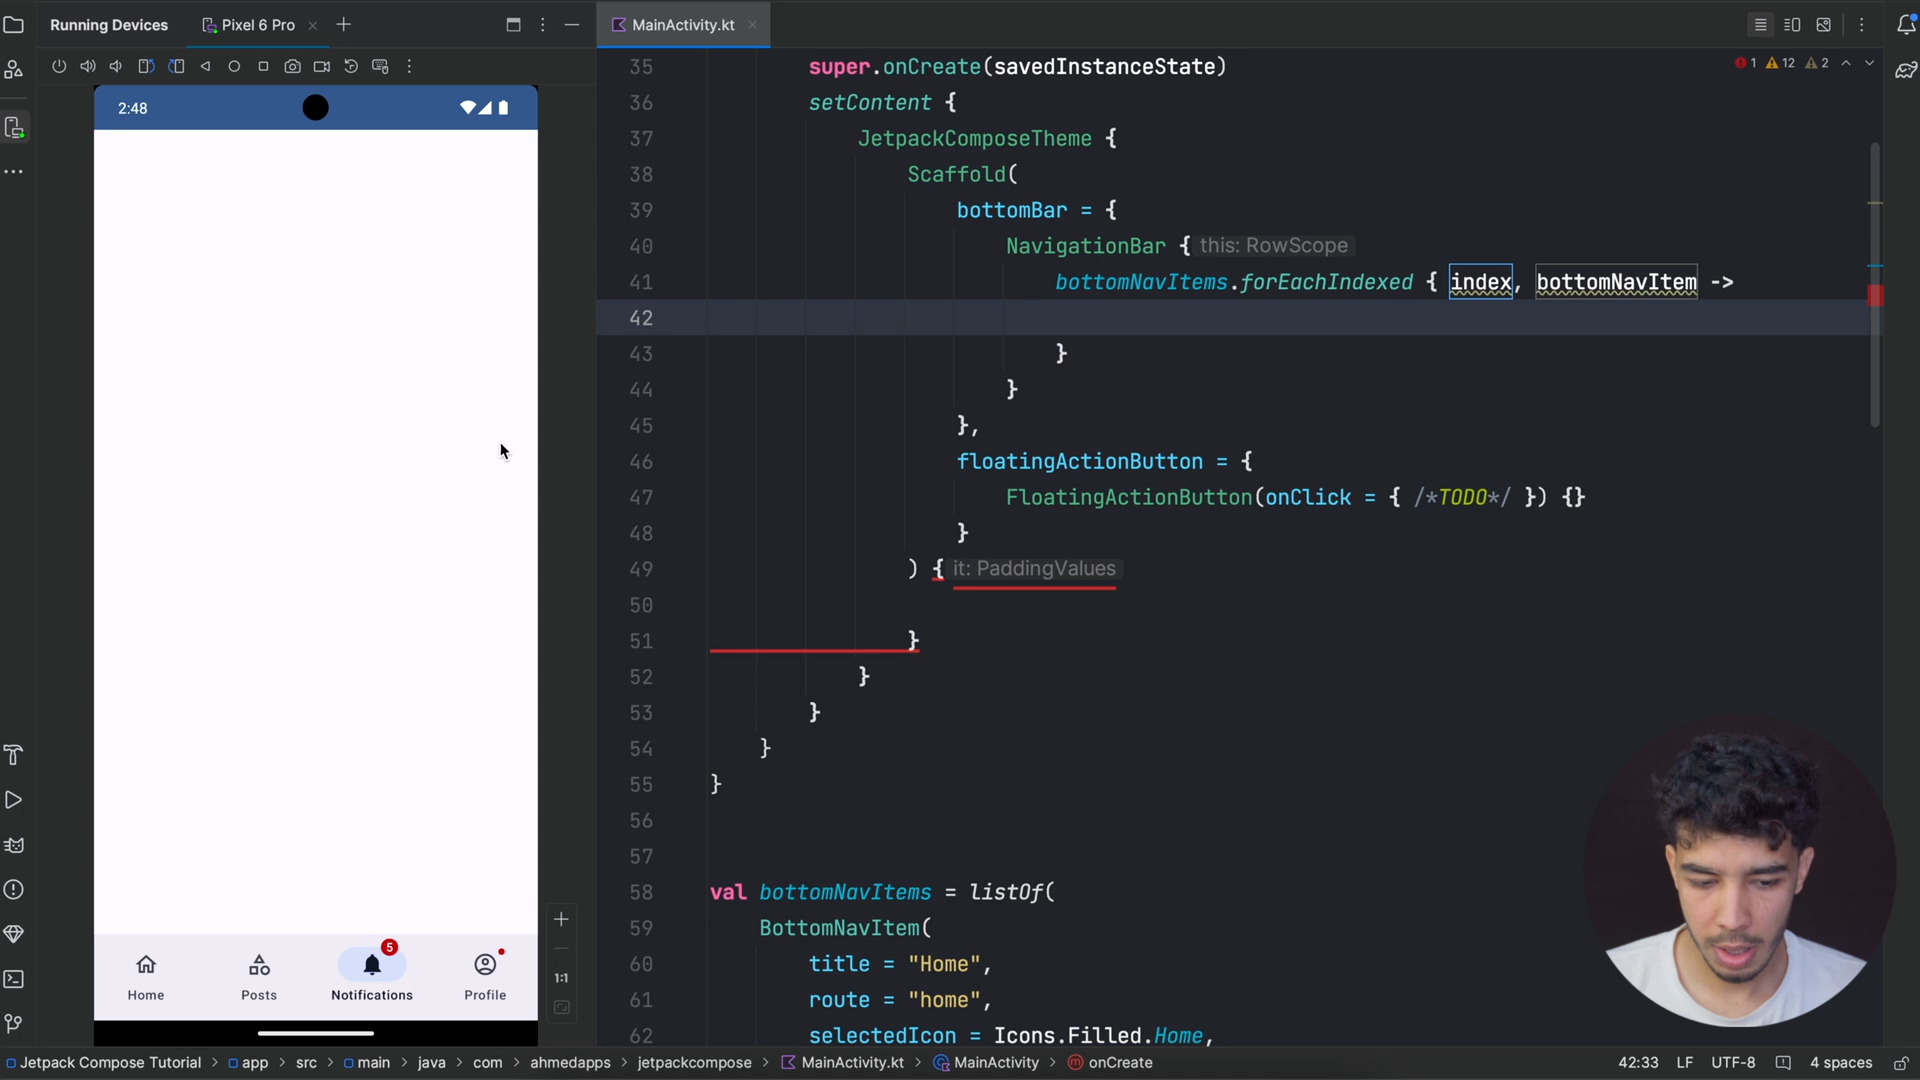 Running Devices
Pixel 6 Pro
MainActivity.kt
2:48
5
Home
Posts
Notifications
Profile
1:1
1 12 2
35 super.onCreate(savedInstanceState)
36 setContent {
37 JetpackComposeTheme {
38 Scaffold(
39 bottomBar = {
40 NavigationBar { this: RowScope
41 bottomNavItems.forEachIndexed { index, bottomNavItem ->
42
43 }
44 }
45 },
46 floatingActionButton = {
47 FloatingActionButton(onClick = { /*TODO*/ }) {}
48 }
49 ) { it: PaddingValues
50
51 }
52 }
53 }
54 }
55 }
56
57
58 val bottomNavItems = listOf(
59 BottomNavItem(
60 title = "Home",
61 route = "home",
62 selectedIcon = Icons.Filled.Home,
Jetpack Compose Tutorial > app > src > main > java > com > ahmedapps > jetpackcompose > MainActivity.kt > MainActivity > onCreate
42:33 LF UTF-8 4 spaces